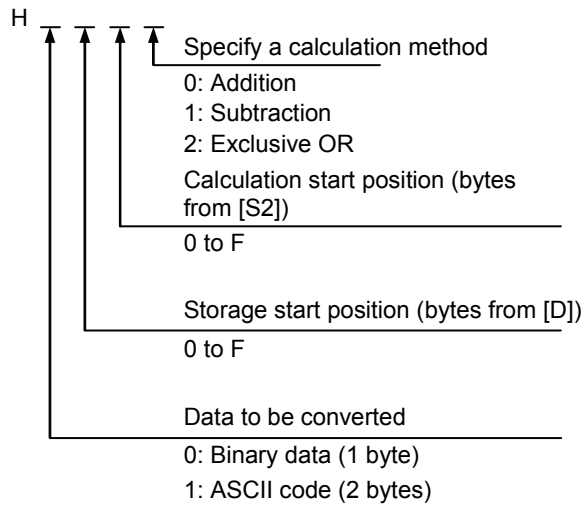 H
Specify a calculation method
0: Addition
1: Subtraction
2: Exclusive OR
Calculation start position (bytes
from [S2])
0 to F
Storage start position (bytes from [D])
0 to F
Data to be converted
0: Binary data (1 byte)
1: ASCII code (2 bytes)